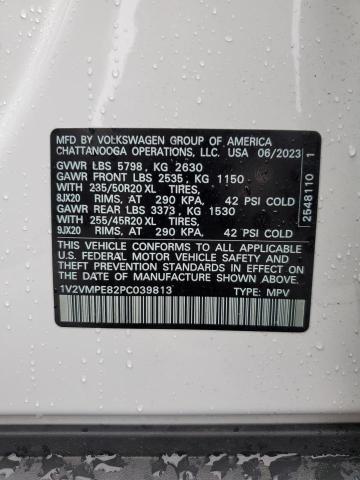 MFD. BY VOLKSWAGEN GROUP OF AMERICA
CHATTANOOGA OPERATIONS, LLC. USA 06/2023
GVWR LBS 5798, KG 2630
GAWR FRONT LBS 2535, KG 1150
WITH 235/50R20 XL TIRES,
8JX20 RIMS, AT 290 KPA, 42 PSI COLD
GAWR REAR LBS 3373, KG 1530
WITH 255/45R20 XL TIRES,
9JX20 RIMS, AT 290 KPA, 42 PSI COLD
THIS VEHICLE CONFORMS TO ALL APPLICABLE
U.S. FEDERAL MOTOR VEHICLE SAFETY AND
THEFT PREVENTION STANDARDS IN EFFECT
ON THE DATE OF MANUFACTURE SHOWN ABOVE.
1V2VMPE82PC039813 TYPE: MPV
2548110 1